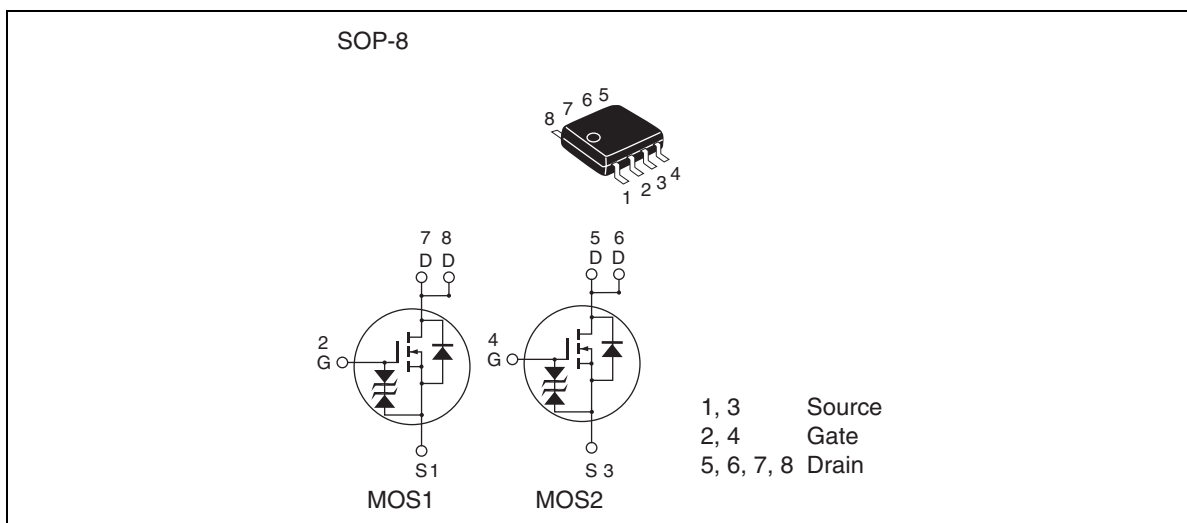 SOP-8
8 7 6 5
1 2 3 4
7 8
D D
5 6
D D
2
G
4
G
S 1
S 3
MOS1
MOS2
1, 3 Source
2, 4 Gate
5, 6, 7, 8 Drain